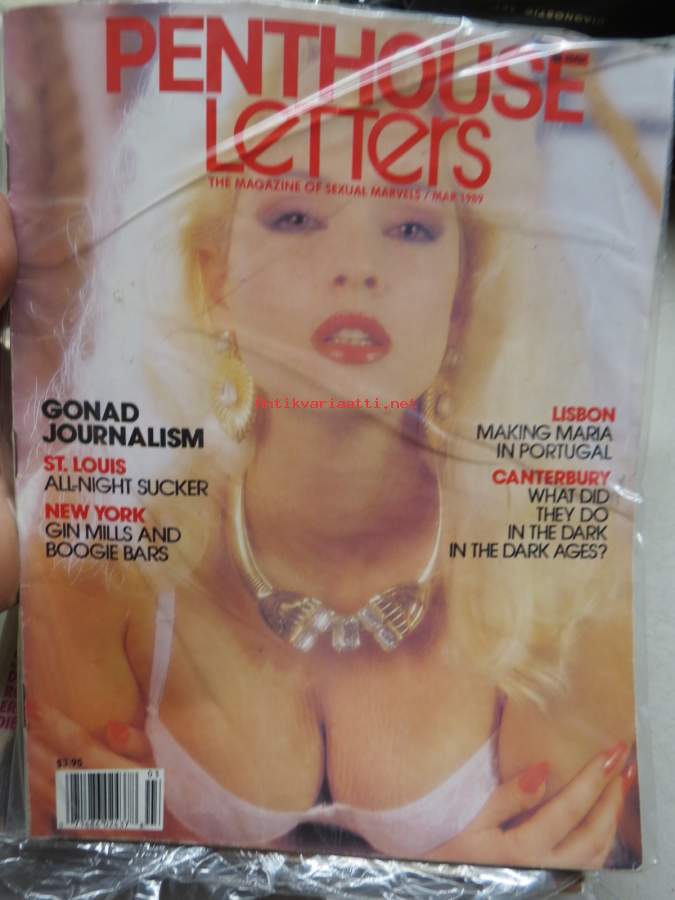 DIAGNOSTIC
PENTHOUSE
LETTERS
THE MAGAZINE OF SEXUAL MARVELS / MAR 1989
Antikvariaatti.net
GONAD
JOURNALISM
ST. LOUIS
ALL-NIGHT SUCKER
NEW YORK
GIN MILLS AND
BOOGIE BARS
LISBON
MAKING MARIA
IN PORTUGAL
CANTERBURY
WHAT DID
THEY DO
IN THE DARK
IN THE DARK AGES?
$3.95
03